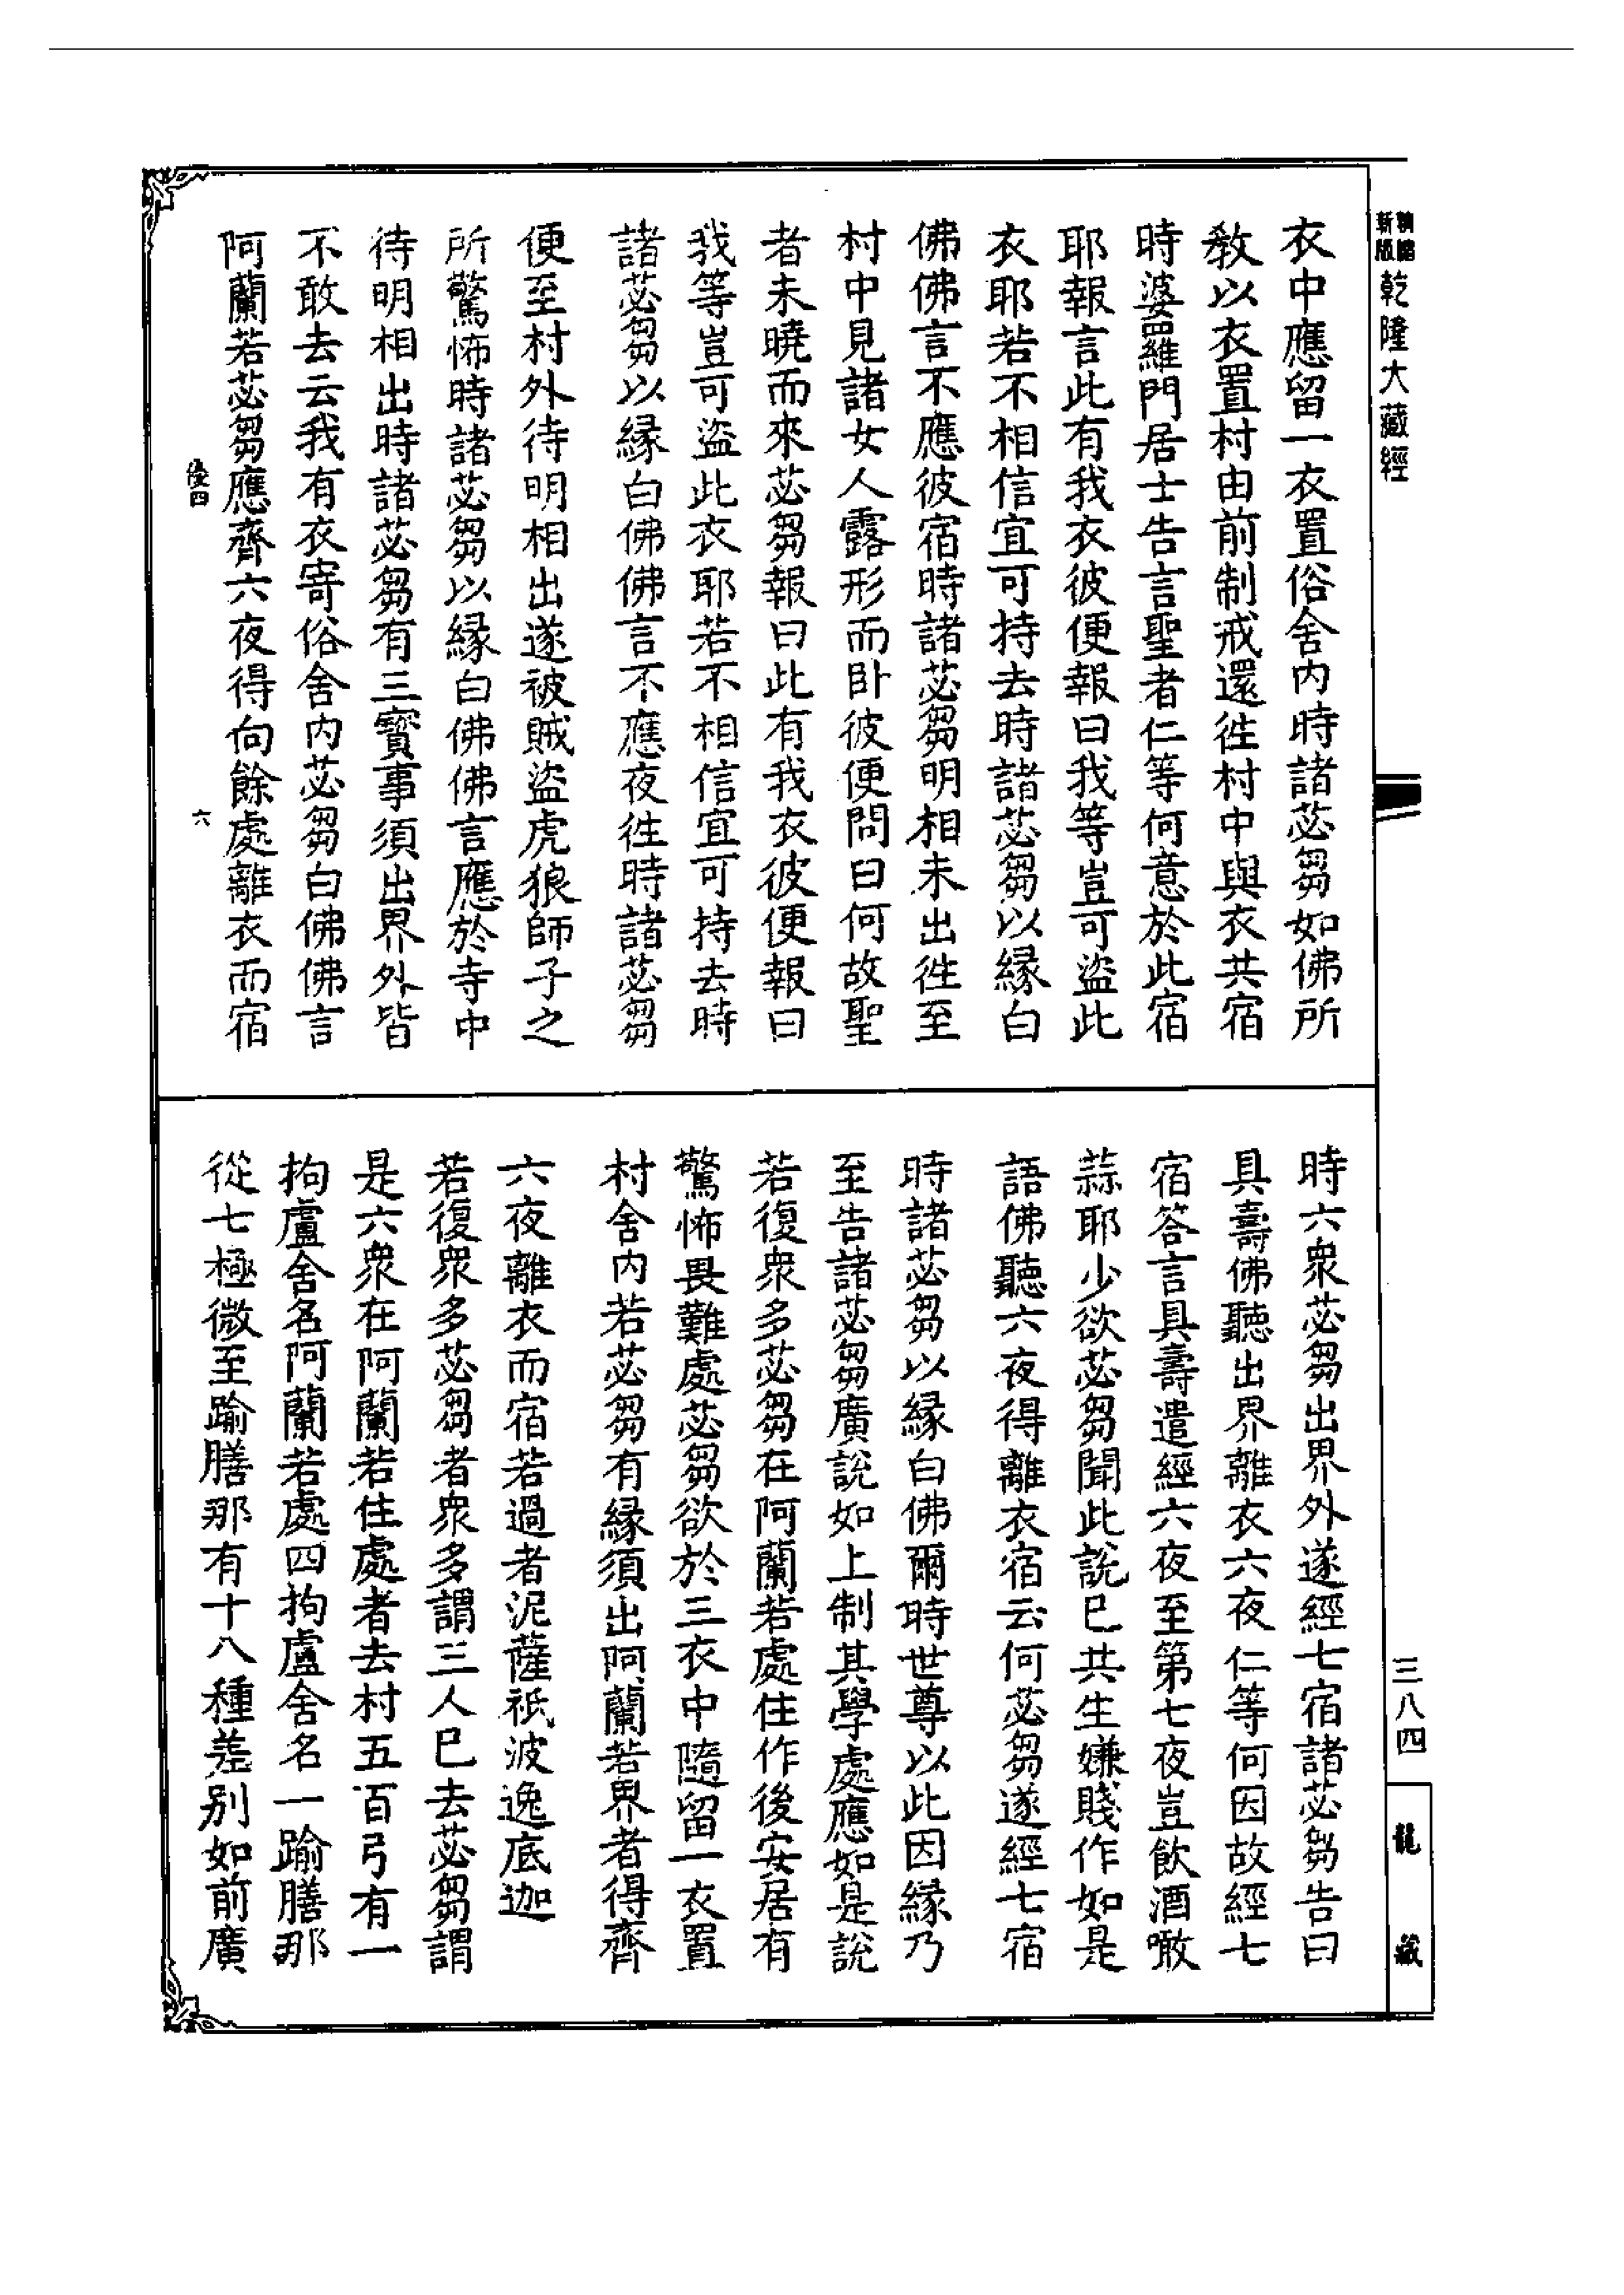 新版
乾隆大藏經
衣中應留一衣置俗舍內時諸苾芻如佛所
教以衣置村由前制戒還徃村中與衣共宿
時婆羅門居士告言聖者仁等何意於此宿
耶報言此有我衣彼便報曰我等豈可盜此
衣耶若不相信宜可持去時諸苾芻以緣白
佛佛言不應彼宿時諸苾芻明相未出徃至
村中見諸女人露形而臥彼便問曰何故聖
者未曉而來苾芻報曰此有我衣彼便報曰
我等豈可盜此衣耶若不相信宜可持去時
諸苾芻以緣白佛佛言不應夜徃時諸苾芻
便至村外待明相出遂被賊盜虎狼師子之
所驚怖時諸苾芻以緣白佛佛言應於寺中
待明相出時諸苾芻有三寳事須出界外皆
不敢去云我有衣寄俗舍內苾芻白佛佛言
阿蘭若苾芻應齊六夜得向餘處離衣而宿
優四
六
時六衆苾芻出界外遂經七宿諸苾芻告曰
具壽佛聽出界離衣六夜仁等何因故經七
宿答言具壽遣經六夜至第七夜豈飲酒噉
蒜耶少欲苾芻聞此說已共生嫌賤作如是
語佛聽六夜得離衣宿云何苾芻遂經七宿
時諸苾芻以緣白佛爾時世尊以此因緣乃
至告諸苾芻廣說如上制其學處應如是說
若復衆多苾芻在阿蘭若處住作後安居有
驚怖畏難處苾芻欲於三衣中隨留一衣置
村舍內若苾芻有緣須出阿蘭若界者得齊
六夜離衣而宿若過者泥薩祇波逸底迦
若復衆多苾芻者衆多謂三人已去苾芻謂
是六衆在阿蘭若住處者去村五百弓有一
拘盧舍名阿蘭若處四拘盧舍名一踰膳那
從七極微至踰膳那有十八種差別如前廣
三八四
龍藏